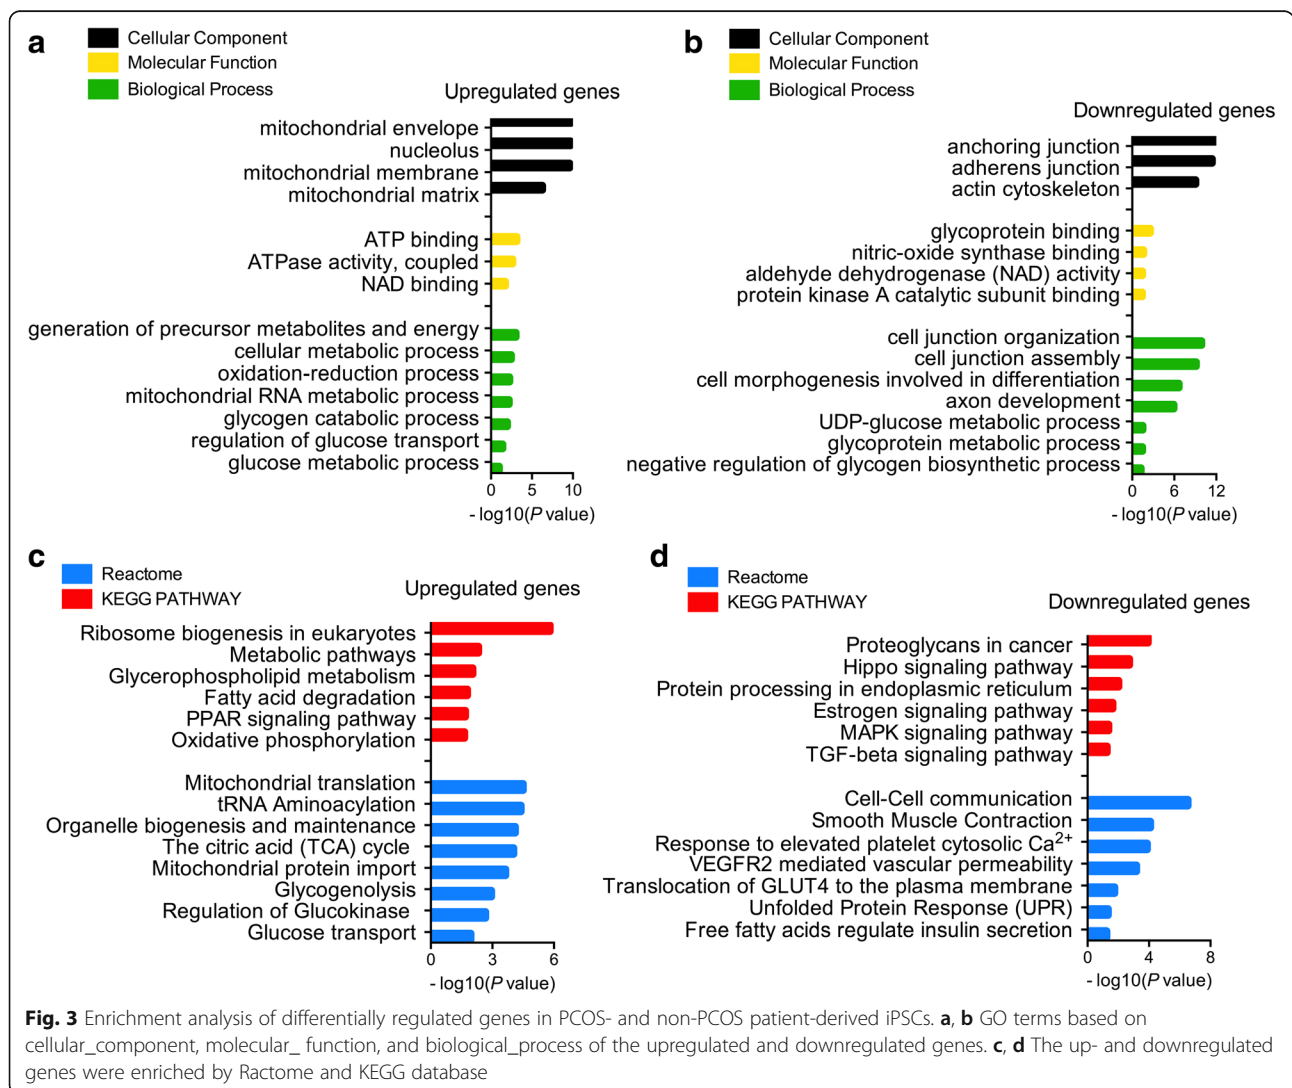 a
Cellular Component
Molecular Function
Biological Process
Upregulated genes
mitochondrial envelope
nucleolus
mitochondrial membrane
mitochondrial matrix
ATP binding
ATPase activity, coupled
NAD binding
generation of precursor metabolites and energy
cellular metabolic process
oxidation-reduction process
mitochondrial RNA metabolic process
glycogen catabolic process
regulation of glucose transport
glucose metabolic process
0 5 10
- log10(P value)
b
Cellular Component
Molecular Function
Biological Process
Downregulated genes
anchoring junction
adherens junction
actin cytoskeleton
glycoprotein binding
nitric-oxide synthase binding
aldehyde dehydrogenase (NAD) activity
protein kinase A catalytic subunit binding
cell junction organization
cell junction assembly
cell morphogenesis involved in differentiation
axon development
UDP-glucose metabolic process
glycoprotein metabolic process
negative regulation of glycogen biosynthetic process
0 6 12
- log10(P value)
c
Reactome
KEGG PATHWAY
Upregulated genes
Ribosome biogenesis in eukaryotes
Metabolic pathways
Glycerophospholipid metabolism
Fatty acid degradation
PPAR signaling pathway
Oxidative phosphorylation
Mitochondrial translation
tRNA Aminoacylation
Organelle biogenesis and maintenance
The citric acid (TCA) cycle
Mitochondrial protein import
Glycogenolysis
Regulation of Glucokinase
Glucose transport
0 3 6
- log10(P value)
d
Reactome
KEGG PATHWAY
Downregulated genes
Proteoglycans in cancer
Hippo signaling pathway
Protein processing in endoplasmic reticulum
Estrogen signaling pathway
MAPK signaling pathway
TGF-beta signaling pathway
Cell-Cell communication
Smooth Muscle Contraction
Response to elevated platelet cytosolic Ca2+
VEGFR2 mediated vascular permeability
Translocation of GLUT4 to the plasma membrane
Unfolded Protein Response (UPR)
Free fatty acids regulate insulin secretion
0 4 8
- log10(P value)
Fig. 3 Enrichment analysis of differentially regulated genes in PCOS- and non-PCOS patient-derived iPSCs. a, b GO terms based on
cellular_component, molecular_ function, and biological_process of the upregulated and downregulated genes. c, d The up- and downregulated
genes were enriched by Ractome and KEGG database